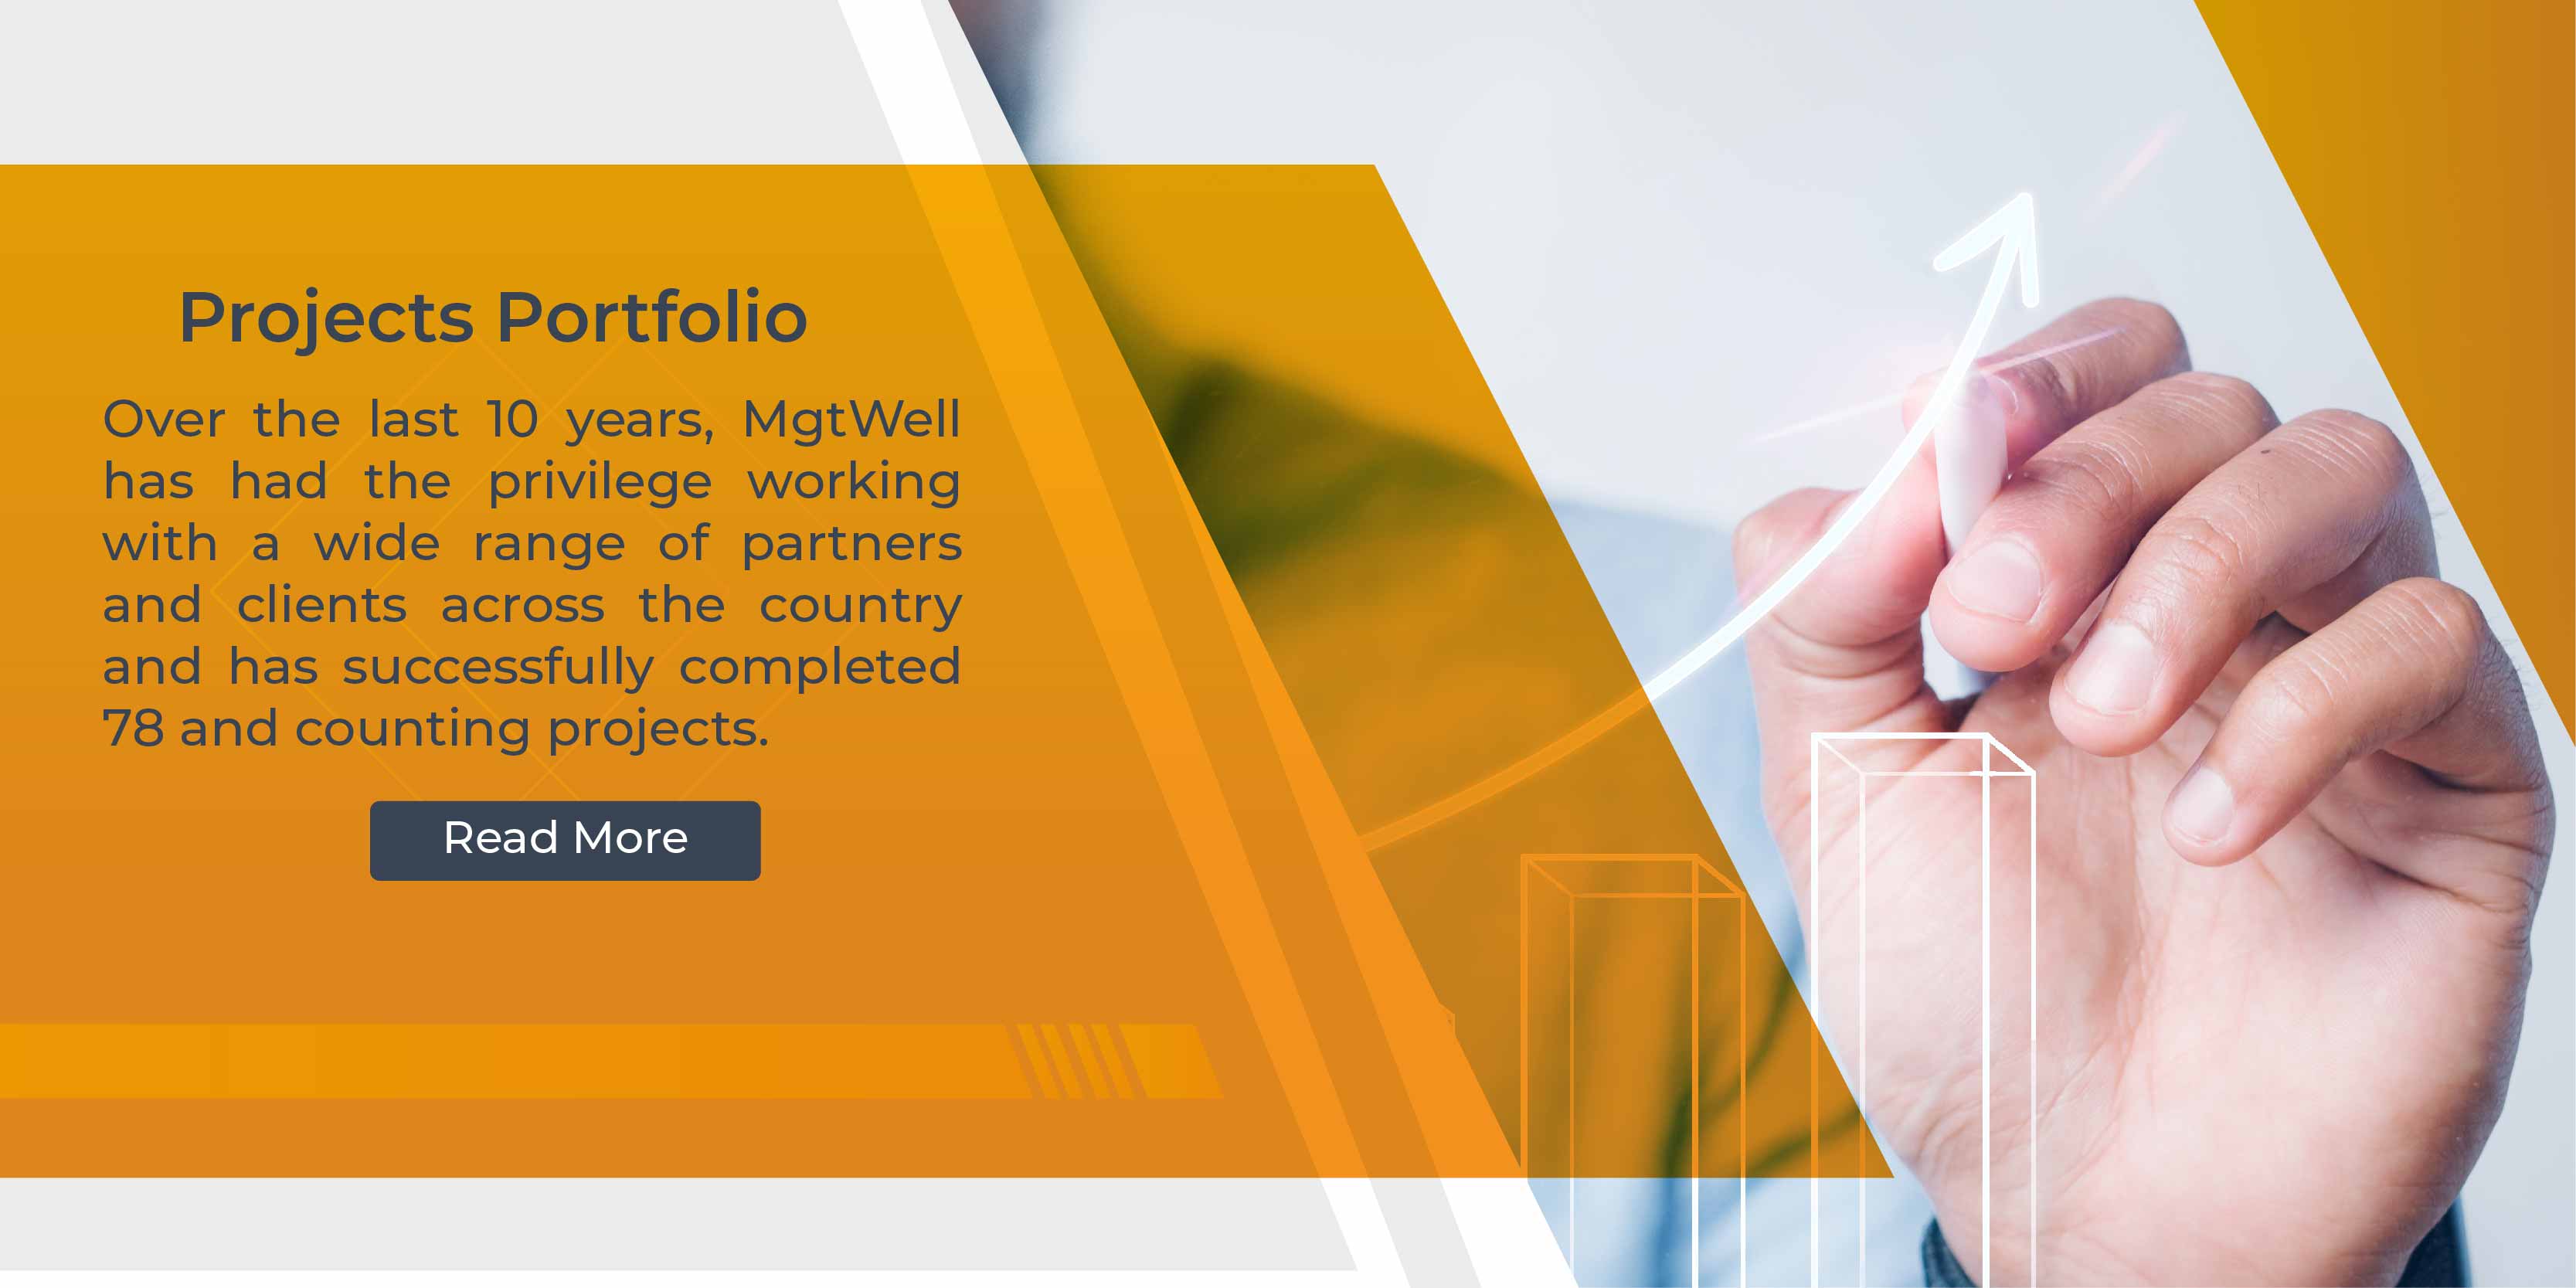 Projects Portfolio
Over the last 10 years, MgtWell
has had the privilege working
with a wide range of partners
and clients across the country
and has successfully completed
78 and counting projects.
Read More